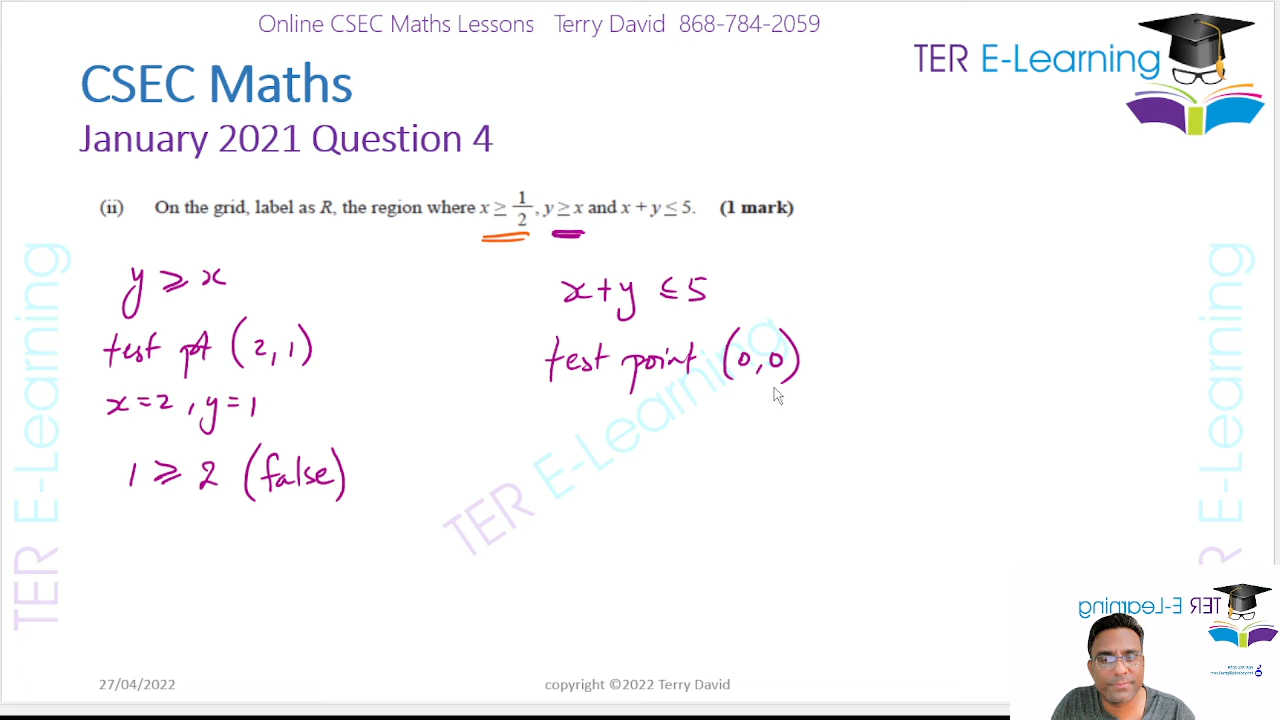 Online CSEC Maths Lessons Terry David 868-784-2059
TER E-Learning
CSEC Maths
January 2021 Question 4
(ii) On the grid, label as R, the region where x ≥ 1/2, y ≥ x and x + y ≤ 5. (1 mark)
y ≥ x
test pt (2, 1)
x = 2, y = 1
1 ≥ 2 (false)
x + y ≤ 5
test point (0, 0)
TER E-Learning
TER E-Learning
TER E-Learning
TER E-Learning
27/04/2022
copyright ©2022 Terry David